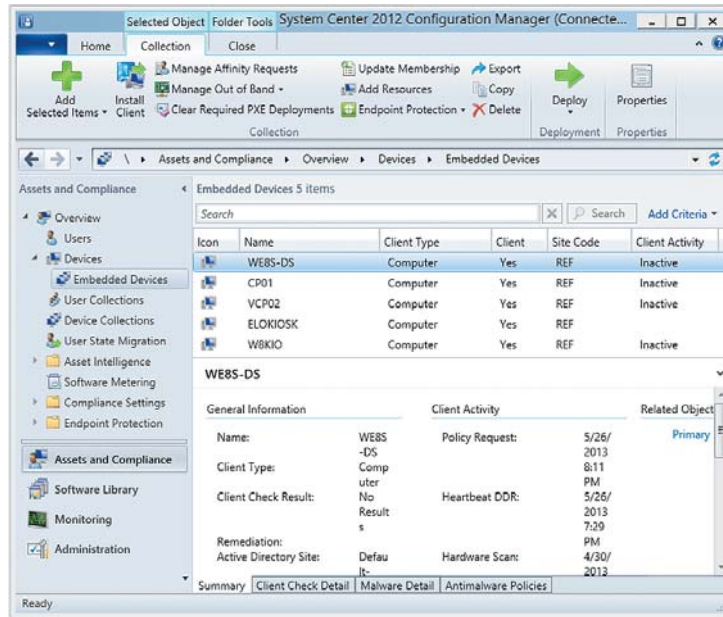 Selected Object Folder Tools System Center 2012 Configuration Manager (Connecte...
Home Collection Close
Add Selected Items
Install Client
Manage Affinity Requests
Manage Out of Band
Clear Required PXE Deployments
Update Membership
Add Resources
Endpoint Protection
Export
Copy
Delete
Deploy
Properties
Collection
Deployment
Properties
\ Assets and Compliance Overview Devices Embedded Devices
Assets and Compliance
Overview
Users
Devices
Embedded Devices
User Collections
Device Collections
User State Migration
Asset Intelligence
Software Metering
Compliance Settings
Endpoint Protection
Assets and Compliance
Software Library
Monitoring
Administration
Embedded Devices 5 items
Search Search Add Criteria
Icon Name Client Type Client Site Code Client Activity
WE8S-DS Computer Yes REF Inactive
CP01 Computer Yes REF Inactive
VCP02 Computer Yes REF Inactive
ELOKIOSK Computer Yes REF
W8KIO Computer Yes REF Inactive
WE8S-DS
General Information
Name: WE8S
-DS
Client Type: Comp
uter
Client Check Result: No
Result
s
Remediation:
Active Directory Site: Defau
lt-
Client Activity
Policy Request: 5/26/
2013
8:11
PM
Heartbeat DDR: 5/26/
2013
7:29
PM
Hardware Scan: 4/30/
2013
Related Object
Primary
Summary Client Check Detail Malware Detail Antimalware Policies
Ready